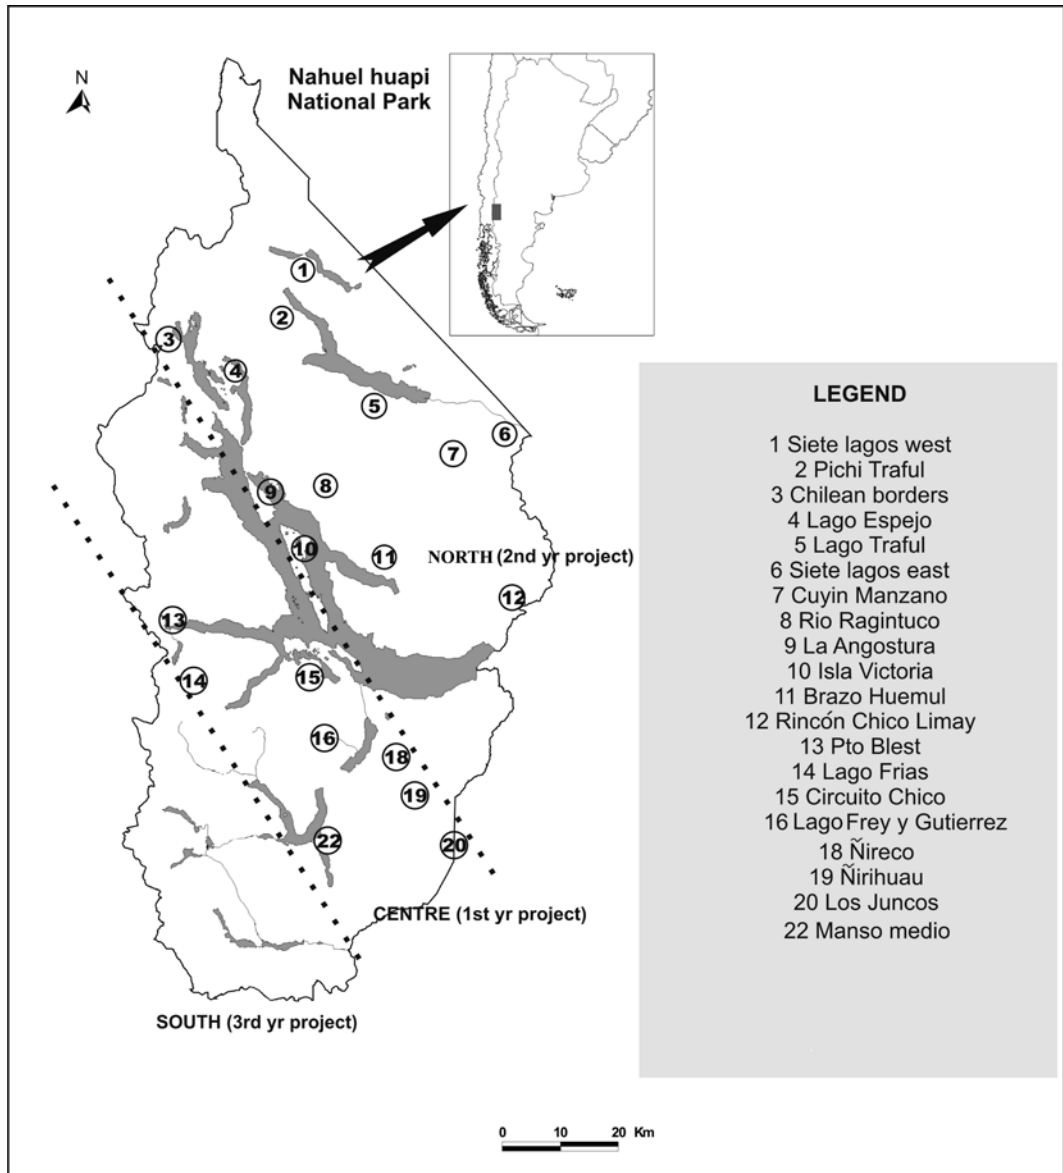 N
Nahuel huapi
National Park
1
2
3
4
5
6
7
8
9
10
11
NORTH (2nd yr project)
12
13
14
15
16
18
19
20
22
CENTRE (1st yr project)
SOUTH (3rd yr project)
LEGEND
1 Siete lagos west
2 Pichi Traful
3 Chilean borders
4 Lago Espejo
5 Lago Traful
6 Siete lagos east
7 Cuyin Manzano
8 Rio Ragintuco
9 La Angostura
10 Isla Victoria
11 Brazo Huemul
12 Rincón Chico Limay
13 Pto Blest
14 Lago Frias
15 Circuito Chico
16 Lago Frey y Gutierrez
18 Ñireco
19 Ñirihuau
20 Los Juncos
22 Manso medio
0 10 20 Km